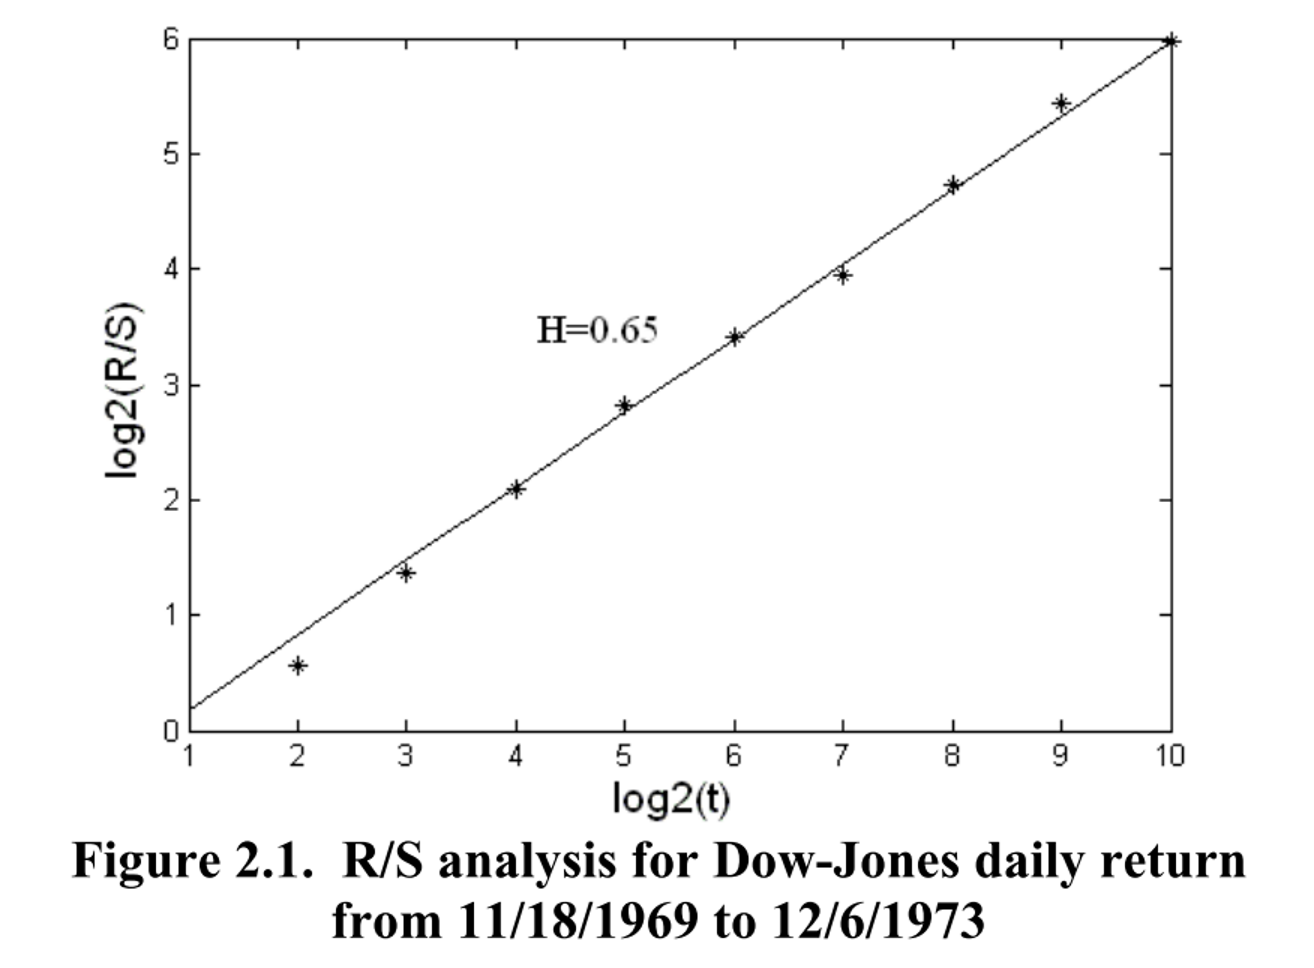 6
5
4
3
2
1
0
log2(R/S)
H=0.65
1 2 3 4 5 6 7 8 9 10
log2(t)
Figure 2.1. R/S analysis for Dow-Jones daily return
from 11/18/1969 to 12/6/1973